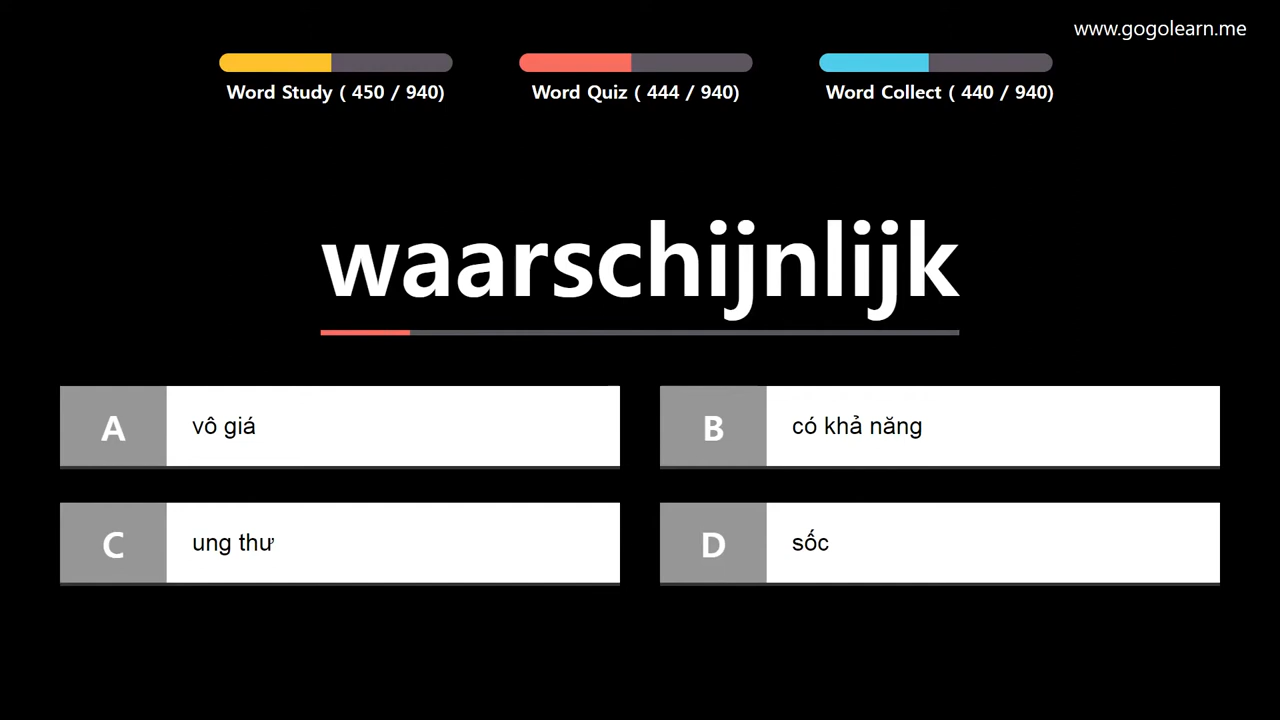 www.gogolearn.me
Word Study ( 450 / 940)
Word Quiz ( 444 / 940)
Word Collect ( 440 / 940)
waarschijnlijk
A vô giá
B có khả năng
C ung thư
D sốc